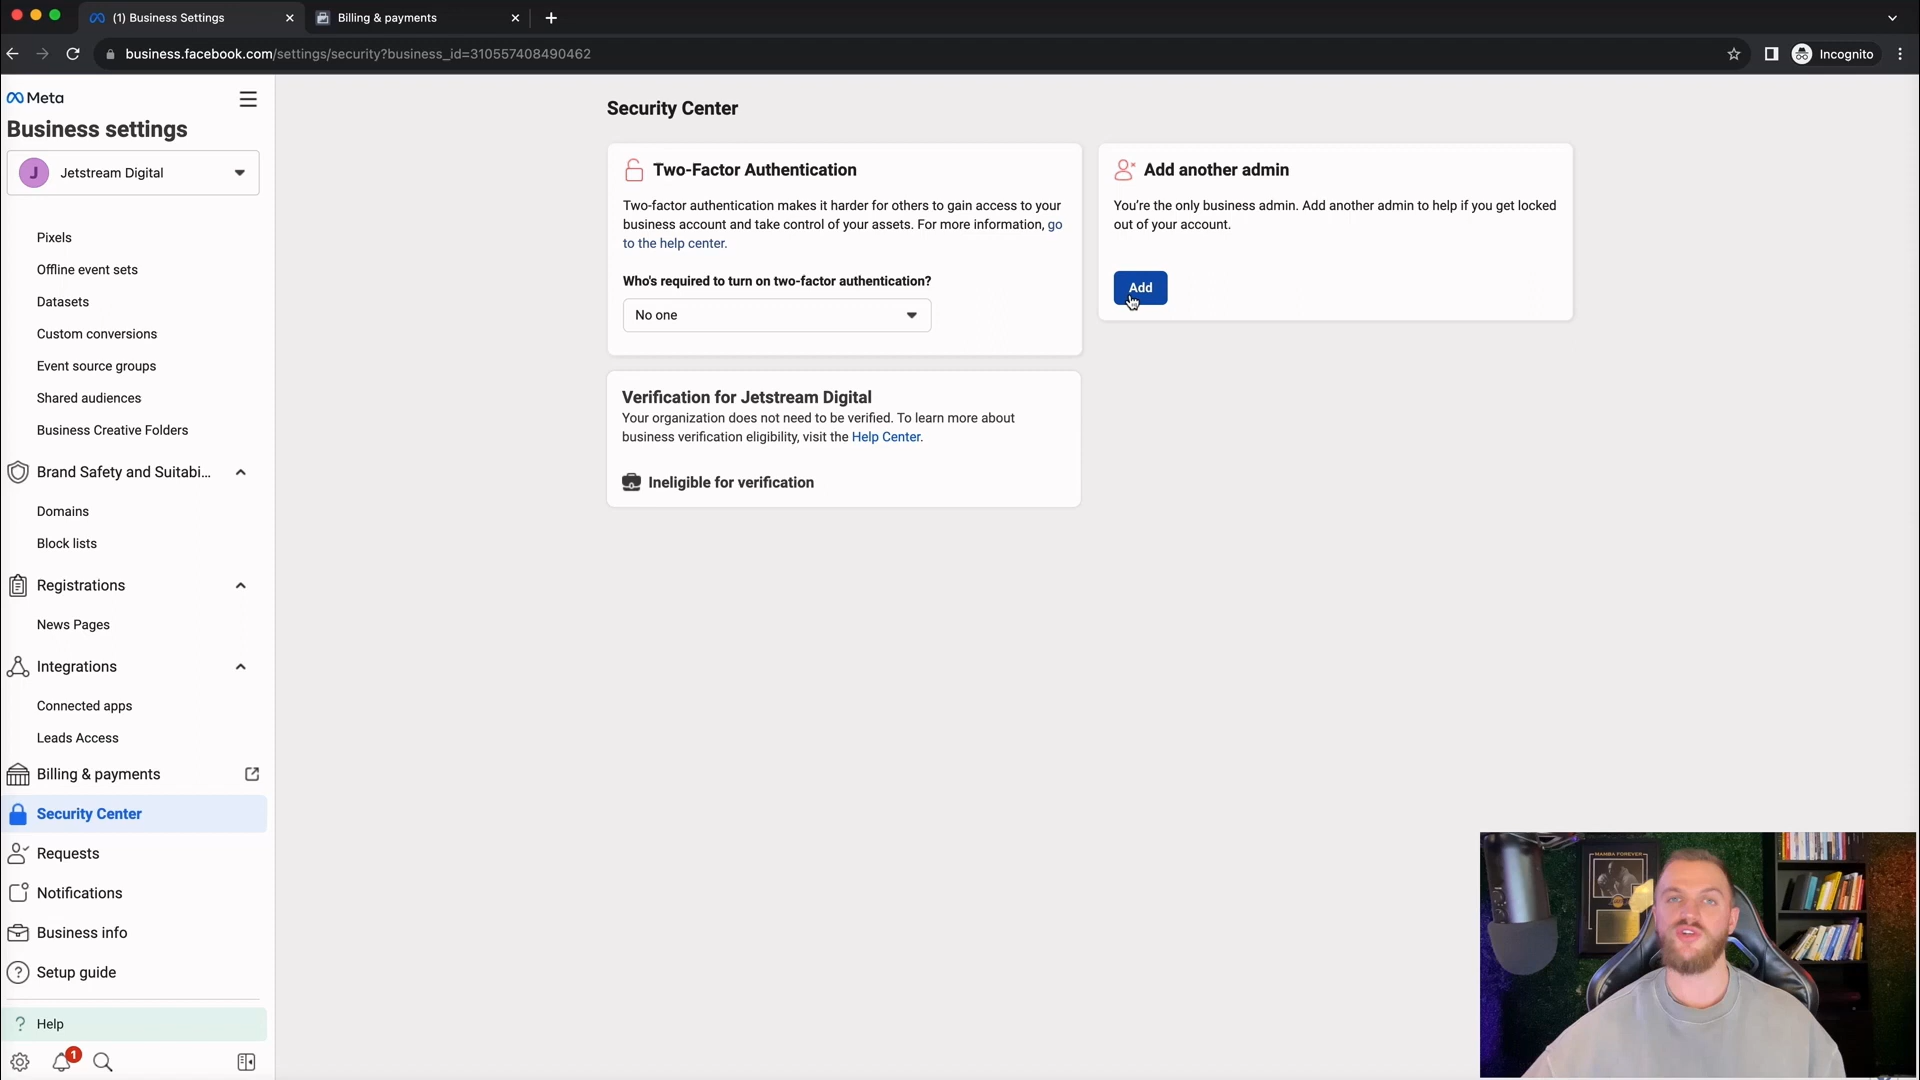 (1) Business Settings
Billing & payments
business.facebook.com/settings/security?business_id=310557408490462
Incognito
Meta
Business settings
J
Jetstream Digital
Pixels
Offline event sets
Datasets
Custom conversions
Event source groups
Shared audiences
Business Creative Folders
Brand Safety and Suitabi...
Domains
Block lists
Registrations
News Pages
Integrations
Connected apps
Leads Access
Billing & payments
Security Center
Requests
Notifications
Business info
Setup guide
? Help
1
Security Center
Two-Factor Authentication
Two-factor authentication makes it harder for others to gain access to your
business account and take control of your assets. For more information, go
to the help center.
Who's required to turn on two-factor authentication?
No one
Add another admin
You're the only business admin. Add another admin to help if you get locked
out of your account.
Add
Verification for Jetstream Digital
Your organization does not need to be verified. To learn more about
business verification eligibility, visit the Help Center.
Ineligible for verification
MAMBA FOREVER